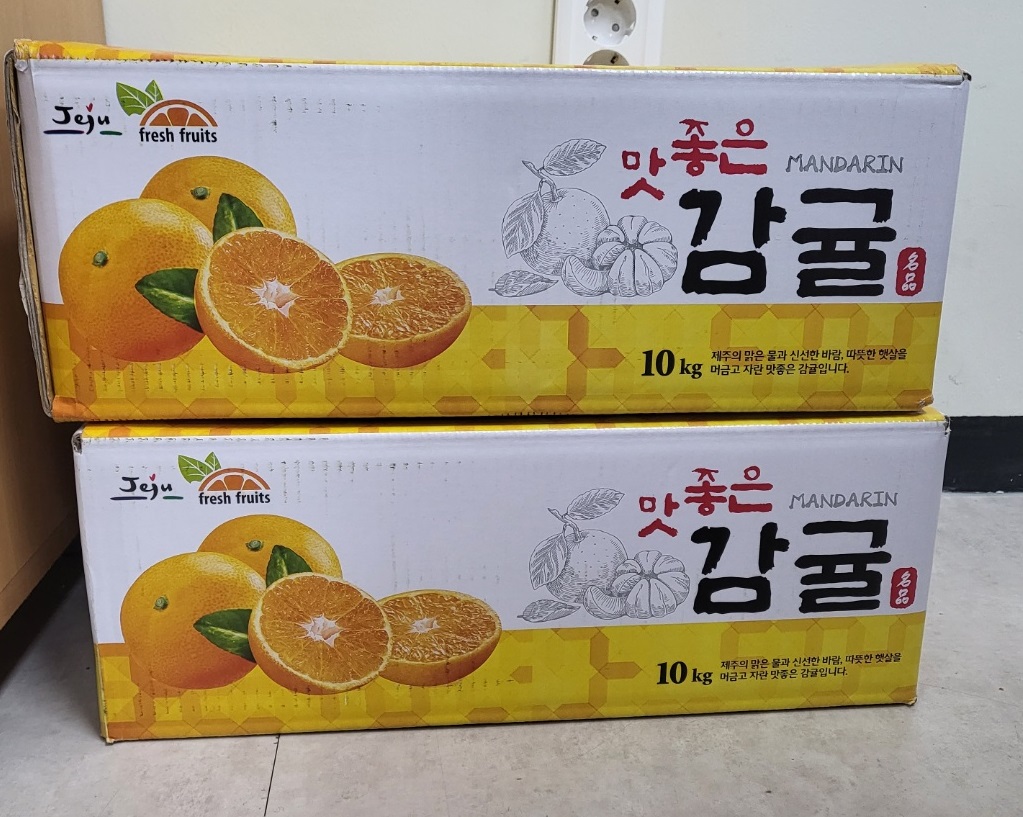 Jeju
fresh fruits
맛좋은 MANDARIN
감귤
名品
10kg
제주의 맑은 물과 신선한 바람, 따뜻한 햇살을
머금고 자란 맛좋은 감귤입니다.
Jeju
fresh fruits
맛좋은 MANDARIN
감귤
名品
10kg
제주의 맑은 물과 신선한 바람, 따뜻한 햇살을
머금고 자란 맛좋은 감귤입니다.